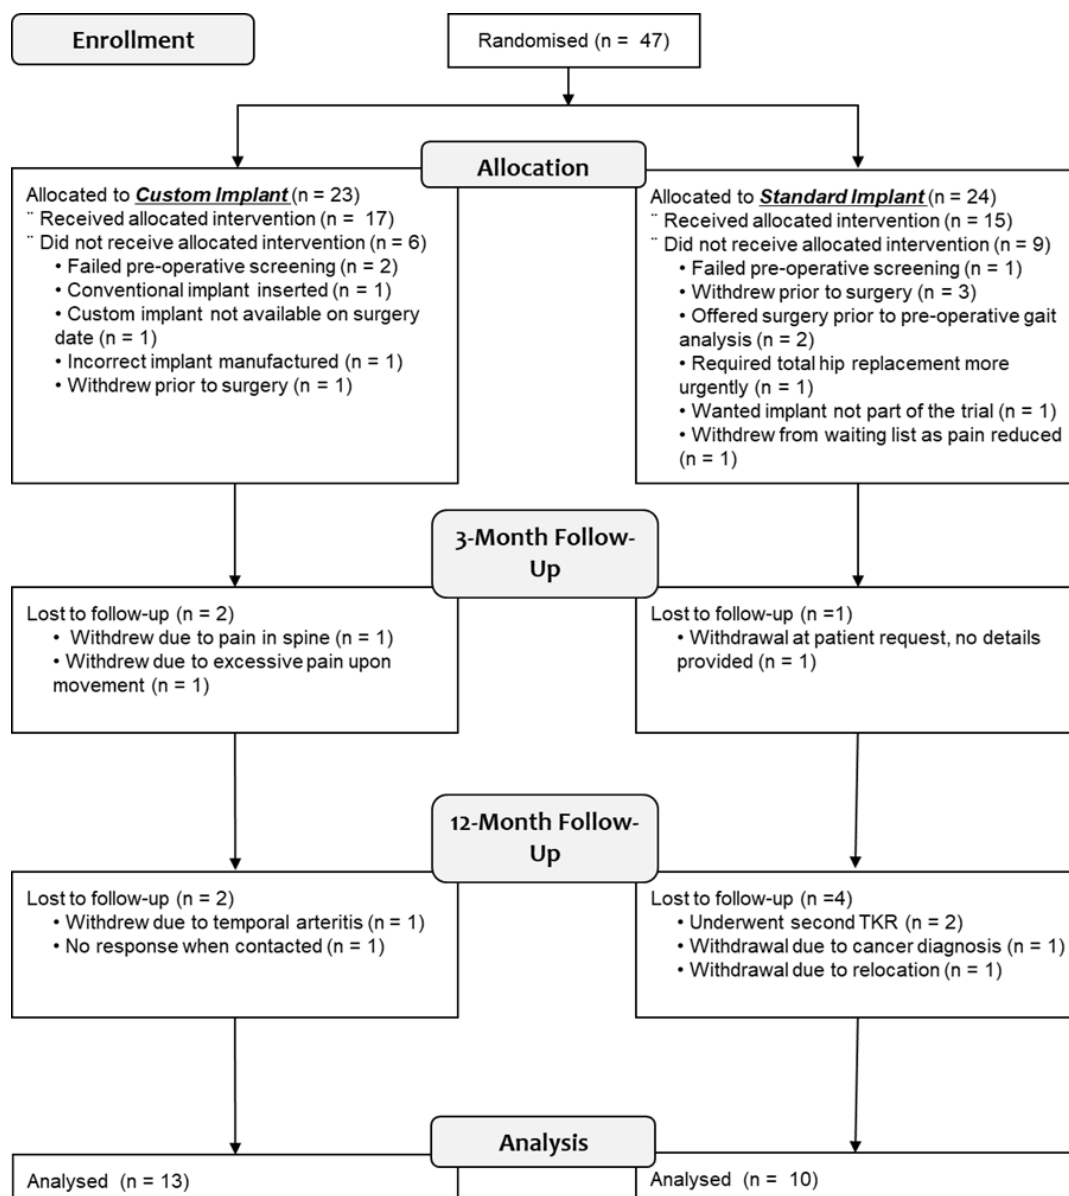 Enrollment
Randomised (n = 47)
Allocation
Allocated to Custom Implant (n = 23)
¨ Received allocated intervention (n = 17)
¨ Did not receive allocated intervention (n = 6)
• Failed pre-operative screening (n = 2)
• Conventional implant inserted (n = 1)
• Custom implant not available on surgery
date (n = 1)
• Incorrect implant manufactured (n = 1)
• Withdrew prior to surgery (n = 1)
Allocated to Standard Implant (n = 24)
¨ Received allocated intervention (n = 15)
¨ Did not receive allocated intervention (n = 9)
• Failed pre-operative screening (n = 1)
• Withdrew prior to surgery (n = 3)
• Offered surgery prior to pre-operative gait
analysis (n = 2)
• Required total hip replacement more
urgently (n = 1)
• Wanted implant not part of the trial (n = 1)
• Withdrew from waiting list as pain reduced
(n = 1)
3-Month Follow-
Up
Lost to follow-up (n = 2)
• Withdrew due to pain in spine (n = 1)
• Withdrew due to excessive pain upon
movement (n = 1)
Lost to follow-up (n =1)
• Withdrawal at patient request, no details
provided (n = 1)
12-Month Follow-
Up
Lost to follow-up (n = 2)
• Withdrew due to temporal arteritis (n = 1)
• No response when contacted (n = 1)
Lost to follow-up (n =4)
• Underwent second TKR (n = 2)
• Withdrawal due to cancer diagnosis (n = 1)
• Withdrawal due to relocation (n = 1)
Analysis
Analysed (n = 13)
Analysed (n = 10)